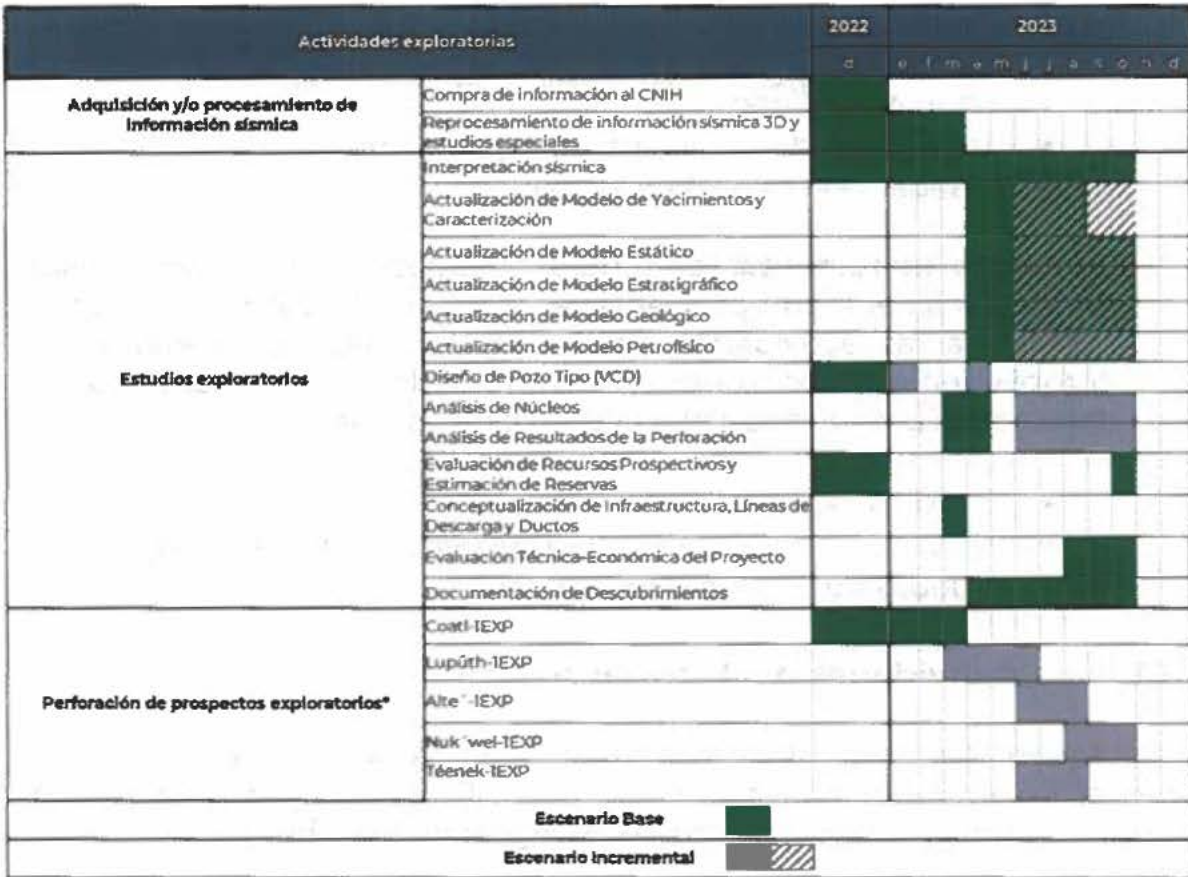 Actividades exploratorias
2022
2023
d
e f m a m j j a s o n d
Adquisición y/o procesamiento de
información sísmica
Compra de información al CNIH
Reprocesamiento de información sísmica 3D y
estudios especiales
Estudios exploratorios
Interpretación sísmica
Actualización de Modelo de Yacimientos y
Caracterización
Actualización de Modelo Estático
Actualización de Modelo Estratigráfico
Actualización de Modelo Geológico
Actualización de Modelo Petrofísico
Diseño de Pozo Tipo (VCD)
Análisis de Núcleos
Análisis de Resultados de la Perforación
Evaluación de Recursos Prospectivos y
Estimación de Reservas
Conceptualización de Infraestructura, Líneas de
Descarga y Ductos
Evaluación Técnica-Económica del Proyecto
Documentación de Descubrimientos
Perforación de prospectos exploratorios*
Coatl-1EXP
Lupûth-1EXP
Alte´-1EXP
Nuk´wel-1EXP
Téenek-1EXP
Escenario Base
Escenario Incremental